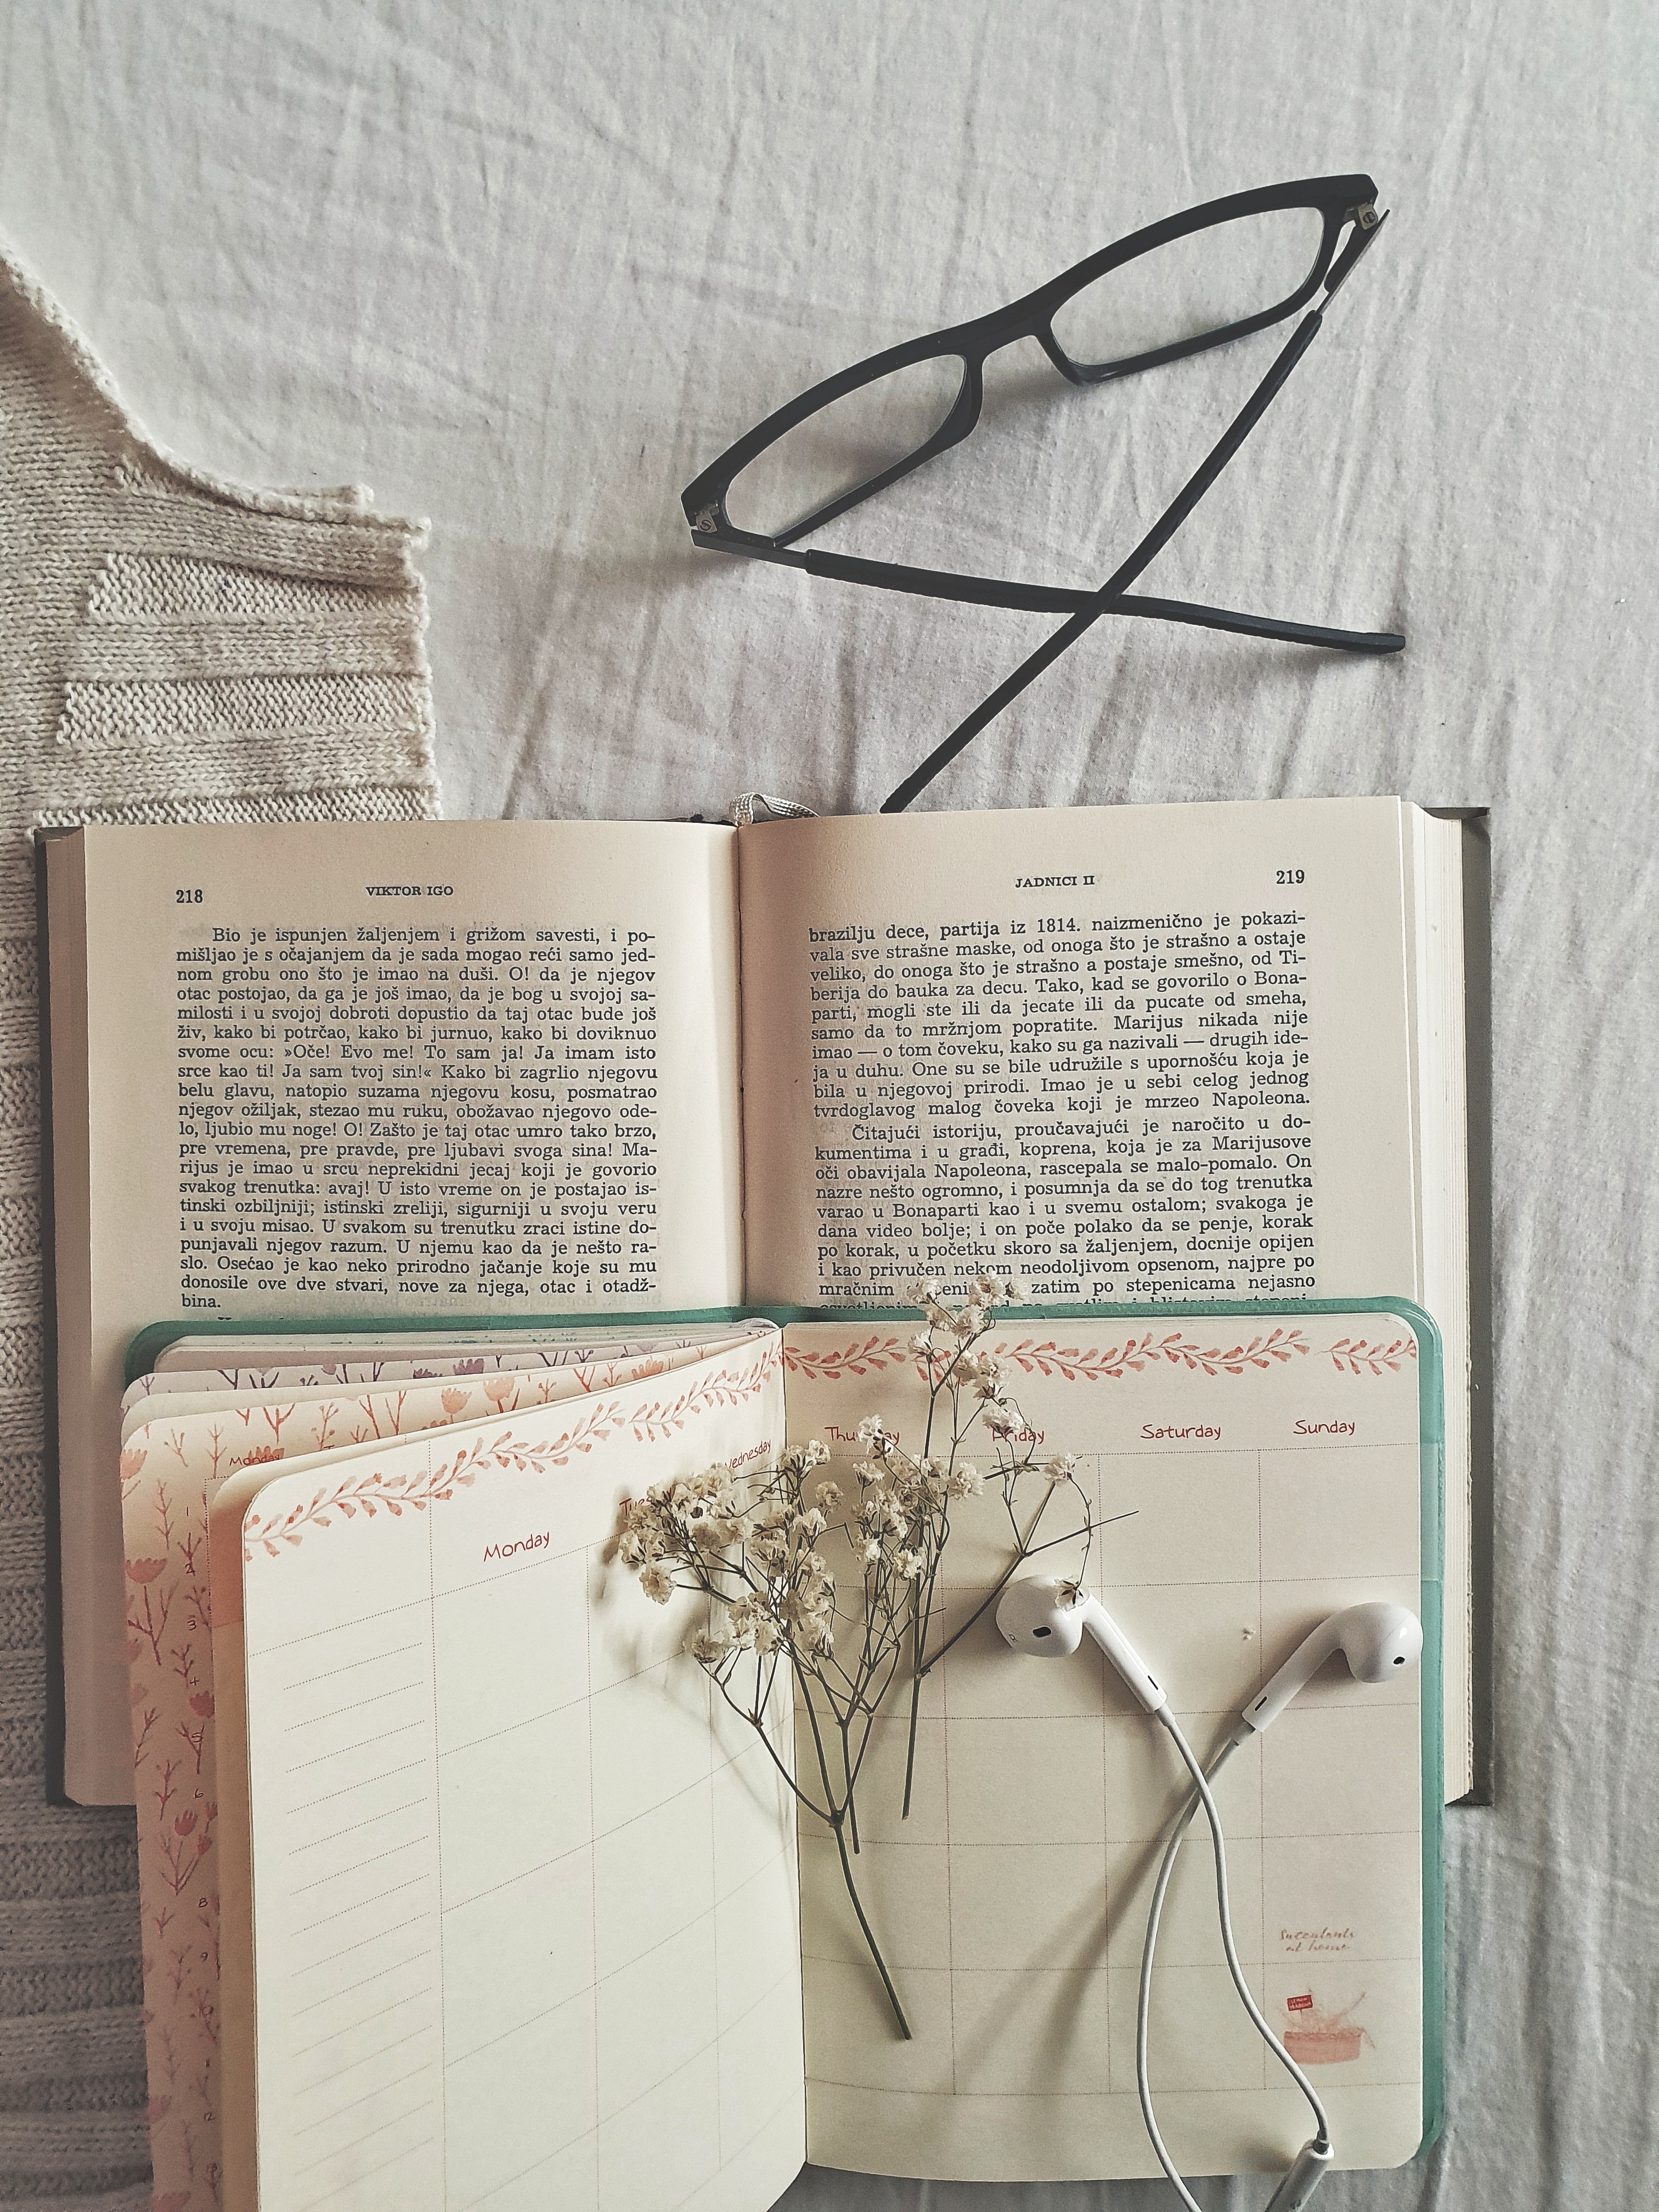 218
VIKTOR IGO
Bio je ispunjen žaljenjem i grižom savesti, i po-
mišljao je s očajanjem da je sada mogao reći samo jed-
nom grobu ono što je imao na duši. O! da je njegov
otac postojao, da ga je još imao, da je bog u svojoj sa-
milosti i u svojoj dobroti dopustio da taj otac bude još
živ, kako bi potrčao, kako bi jurnuo, kako bi doviknuo
svome ocu: »Oče! Evo me! To sam ja! Ja imam isto
srce kao ti! Ja sam tvoj sin!« Kako bi zagrlio njegovu
belu glavu, natopio suzama njegovu kosu, posmatrao
njegov ožiljak, stezao mu ruku, obožavao njegovo ode-
lo, ljubio mu noge! O! Zašto je taj otac umro tako brzo,
pre vremena, pre pravde, pre ljubavi svoga sina! Ma-
rijus je imao u srcu neprekidni jecaj koji je govorio
svakog trenutka: avaj! U isto vreme on je postajao is-
tinski ozbiljniji; istinski zreliji, sigurniji u svoju veru
i u svoju misao. U svakom su trenutku zraci istine do-
punjavali njegov razum. U njemu kao da je nešto ra-
slo. Osećao je kao neko prirodno jačanje koje su mu
donosile ove dve stvari, nove za njega, otac i otadž-
bina.
JADNICI II
219
brazilju dece, partija iz 1814. naizmenično je pokazi-
vala sve strašne maske, od onoga što je strašno a ostaje
veliko, do onoga što je strašno a postaje smešno, od Ti-
berija do bauka za decu. Tako, kad se govorilo o Bona-
parti, mogli ste ili da jecate ili da pucate od smeha,
samo da to mržnjom popratite. Marijus nikada nije
imao — o tom čoveku, kako su ga nazivali — drugih ide-
ja u duhu. One su se bile udružile s upornošću koja je
bila u njegovoj prirodi. Imao je u sebi celog jednog
tvrdoglavog malog čoveka koji je mrzeo Napoleona.
Čitajući istoriju, proučavajući je naročito u do-
kumentima i u građi, koprena, koja je za Marijusove
oči obavijala Napoleona, rascepala se malo-pomalo. On
nazre nešto ogromno, i posumnja da se do tog trenutka
varao u Bonaparti kao i u svemu ostalom; svakoga je
dana video bolje; i on poče polako da se penje, korak
po korak, u početku skoro sa žaljenjem, docnije opijen
i kao privučen nekom neodoljivom opsenom, najpre po
mračnim zatim po stepenicama nejasno
Monday
Monday
Wednesday
Thursday
Friday
Saturday
Sunday
2
3
4
5
6
8
9
Succulents
at home